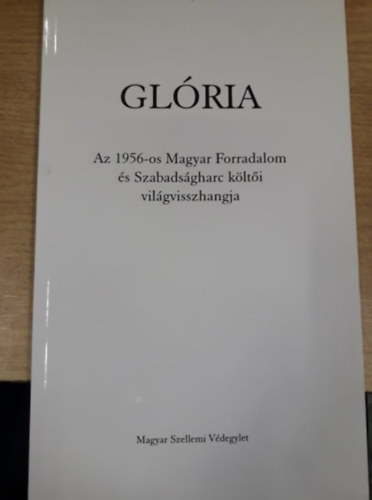 GLÓRIA
Az 1956-os Magyar Forradalom
és Szabadságharc költői
világvisszhangja
Magyar Szellemi Védegylet